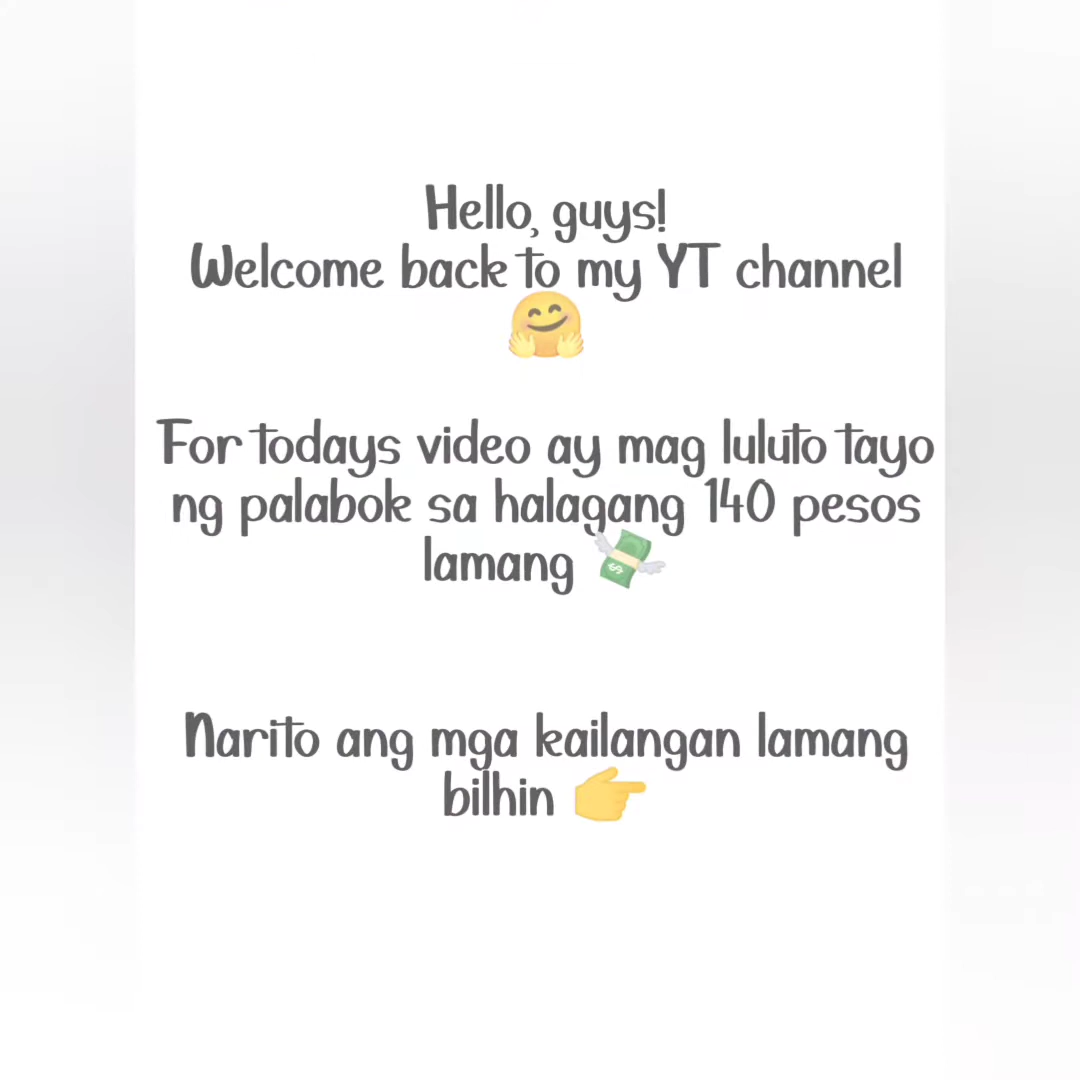 Hello, guys!
Welcome back to my YT channel
🤗
For todays video ay mag luluto tayo
ng palabok sa halagang 140 pesos
lamang 💸
Narito ang mga kailangan lamang
bilhin 👉